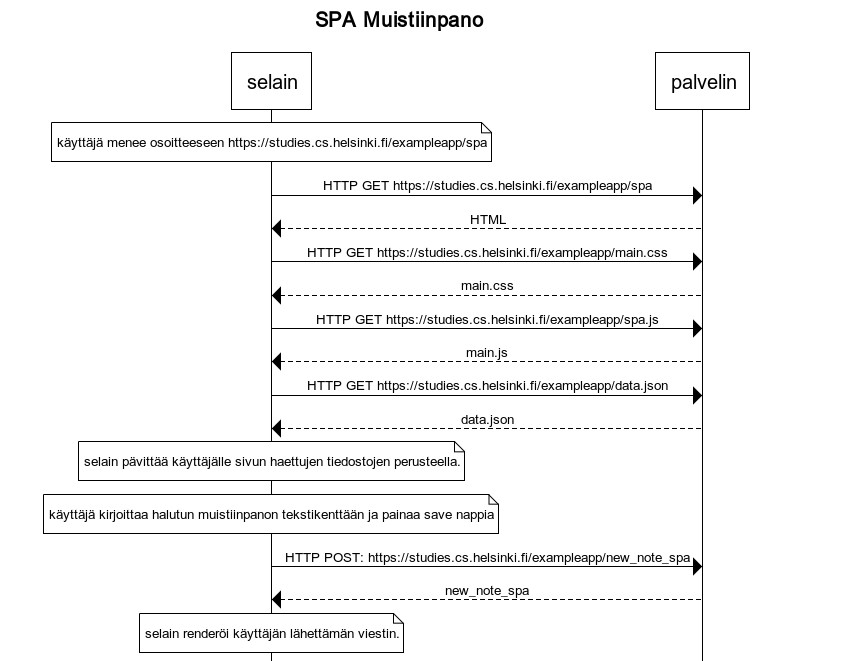 SPA Muistiinpano
selain
palvelin
käyttäjä menee osoitteeseen https://studies.cs.helsinki.fi/exampleapp/spa
HTTP GET https://studies.cs.helsinki.fi/exampleapp/spa
HTML
HTTP GET https://studies.cs.helsinki.fi/exampleapp/main.css
main.css
HTTP GET https://studies.cs.helsinki.fi/exampleapp/spa.js
main.js
HTTP GET https://studies.cs.helsinki.fi/exampleapp/data.json
data.json
selain pävittää käyttäjälle sivun haettujen tiedostojen perusteella.
käyttäjä kirjoittaa halutun muistiinpanon tekstikenttään ja painaa save nappia
HTTP POST: https://studies.cs.helsinki.fi/exampleapp/new_note_spa
new_note_spa
selain renderöi käyttäjän lähettämän viestin.